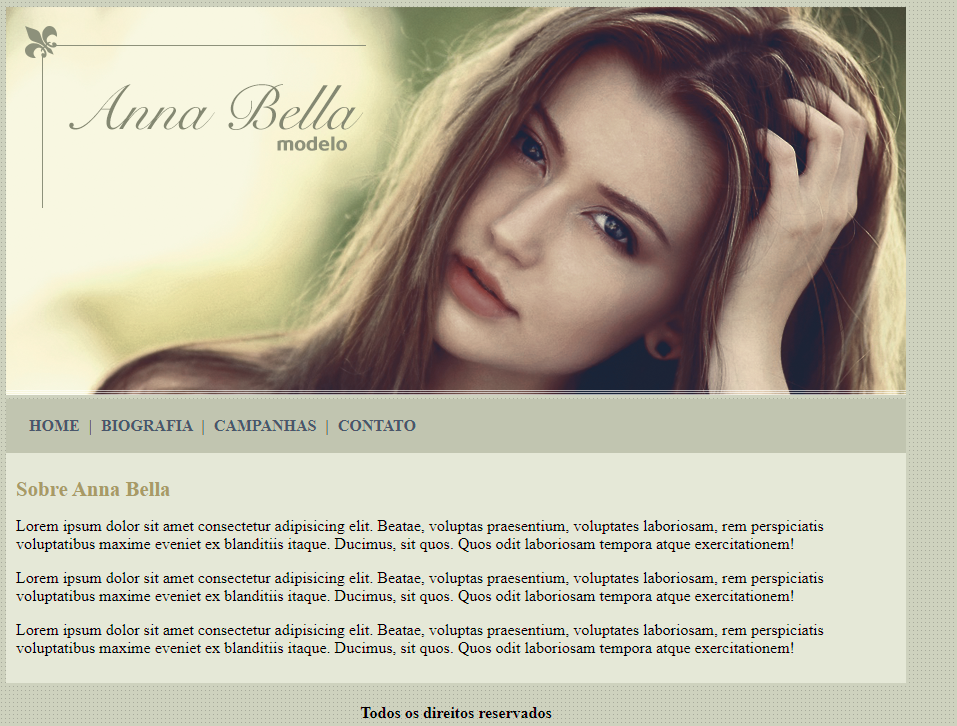 Anna Bella
modelo
HOME | BIOGRAFIA | CAMPANHAS | CONTATO
Sobre Anna Bella
Lorem ipsum dolor sit amet consectetur adipisicing elit. Beatae, voluptas praesentium, voluptates laboriosam, rem perspiciatis
voluptatibus maxime eveniet ex blanditiis itaque. Ducimus, sit quos. Quos odit laboriosam tempora atque exercitationem!
Lorem ipsum dolor sit amet consectetur adipisicing elit. Beatae, voluptas praesentium, voluptates laboriosam, rem perspiciatis
voluptatibus maxime eveniet ex blanditiis itaque. Ducimus, sit quos. Quos odit laboriosam tempora atque exercitationem!
Lorem ipsum dolor sit amet consectetur adipisicing elit. Beatae, voluptas praesentium, voluptates laboriosam, rem perspiciatis
voluptatibus maxime eveniet ex blanditiis itaque. Ducimus, sit quos. Quos odit laboriosam tempora atque exercitationem!
Todos os direitos reservados